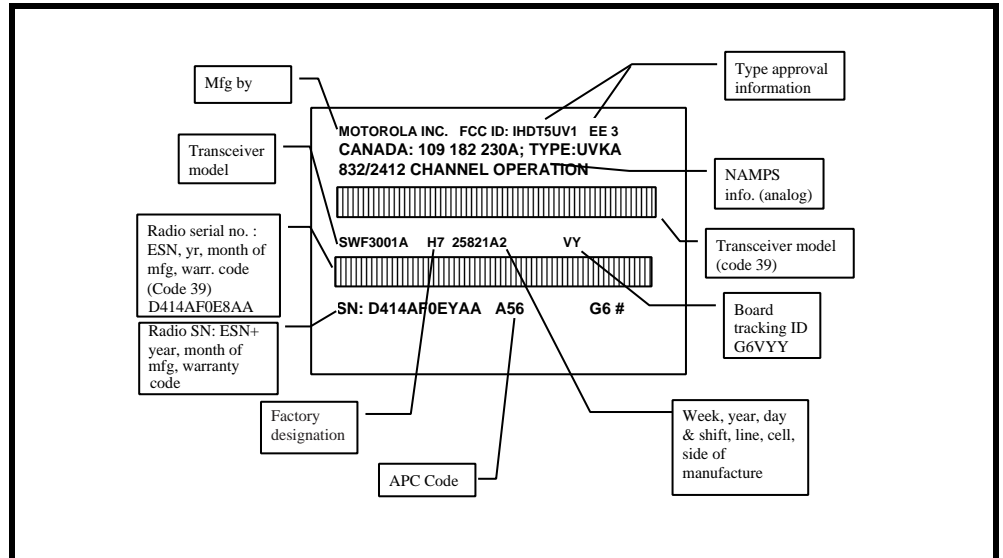 Mfg by
Type approval
information
Transceiver
model
MOTOROLA INC. FCC ID: IHDT5UV1 EE 3
CANADA: 109 182 230A; TYPE:UVKA
832/2412 CHANNEL OPERATION
NAMPS
info. (analog)
Radio serial no. :
ESN, yr, month of
mfg, warr. code
(Code 39)
D414AF0E8AA
SWF3001A H7 25821A2 VY
Transceiver model
(code 39)
SN: D414AF0EYAA A56 G6 #
Radio SN: ESN+
year, month of
mfg, warranty
code
Board
tracking ID
G6VYY
Factory
designation
APC Code
Week, year, day
& shift, line, cell,
side of
manufacture